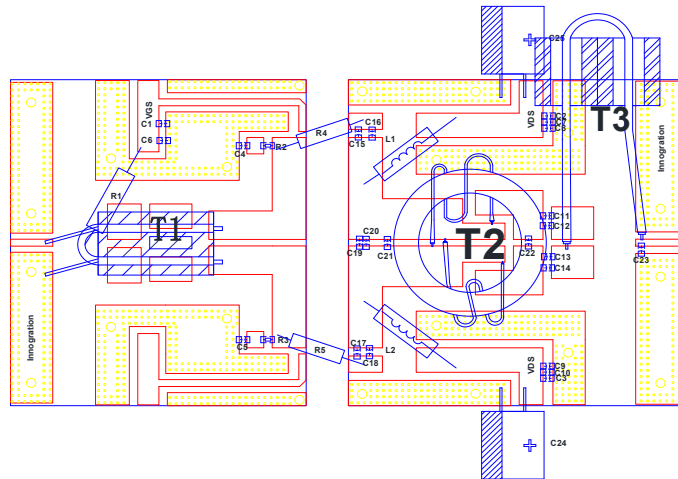 C25
T3
VGS
C1
C6
C4
R2
R4
C16
C15
L1
VDS
C2
C3
Innogration
R1
T1
C20
C19
C21
T2
C11
C12
C22
C13
C14
C23
Innogration
C5
R3
R5
C17
C18
L2
VDS
C9
C10
C3
C24